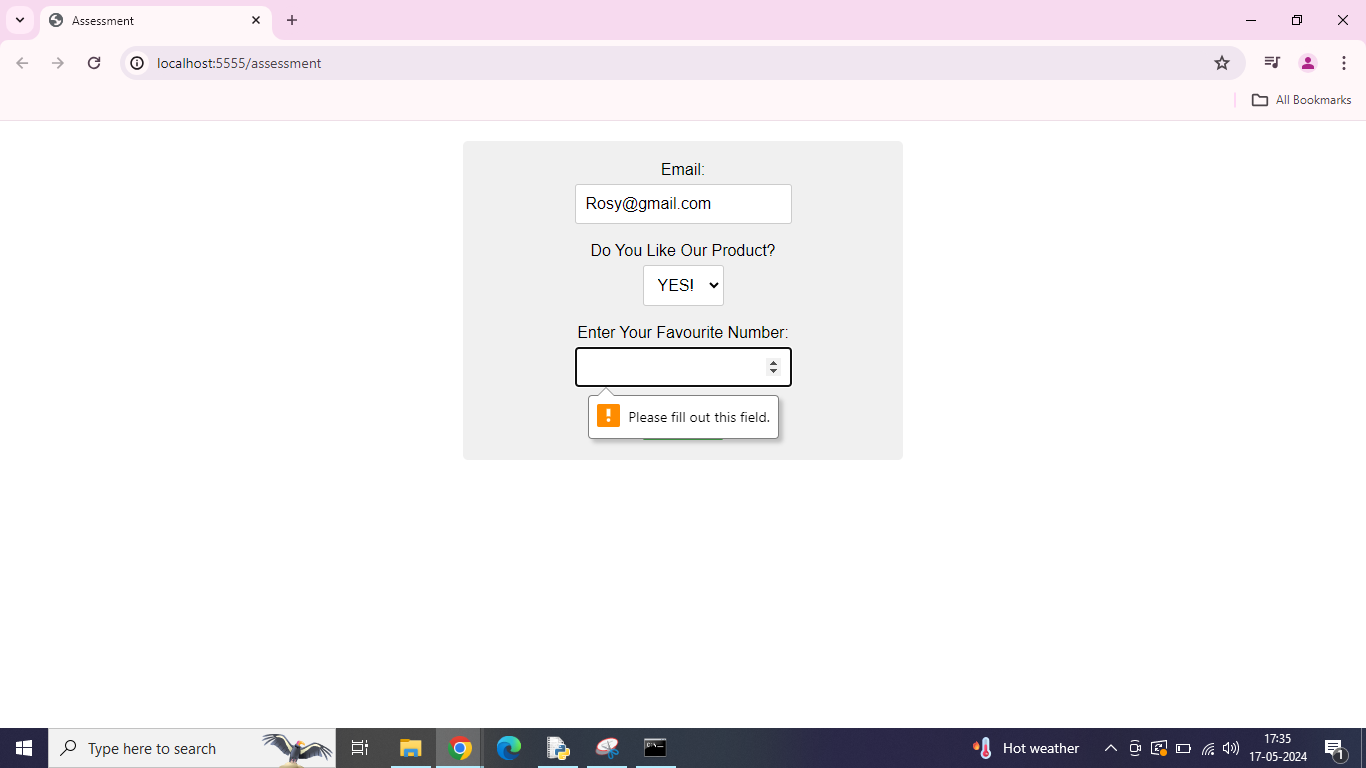 Assessment
localhost:5555/assessment
All Bookmarks
Email:
Rosy@gmail.com
Do You Like Our Product?
YES!
Enter Your Favourite Number:
Please fill out this field.
Type here to search
Hot weather
17:35
17-05-2024
1